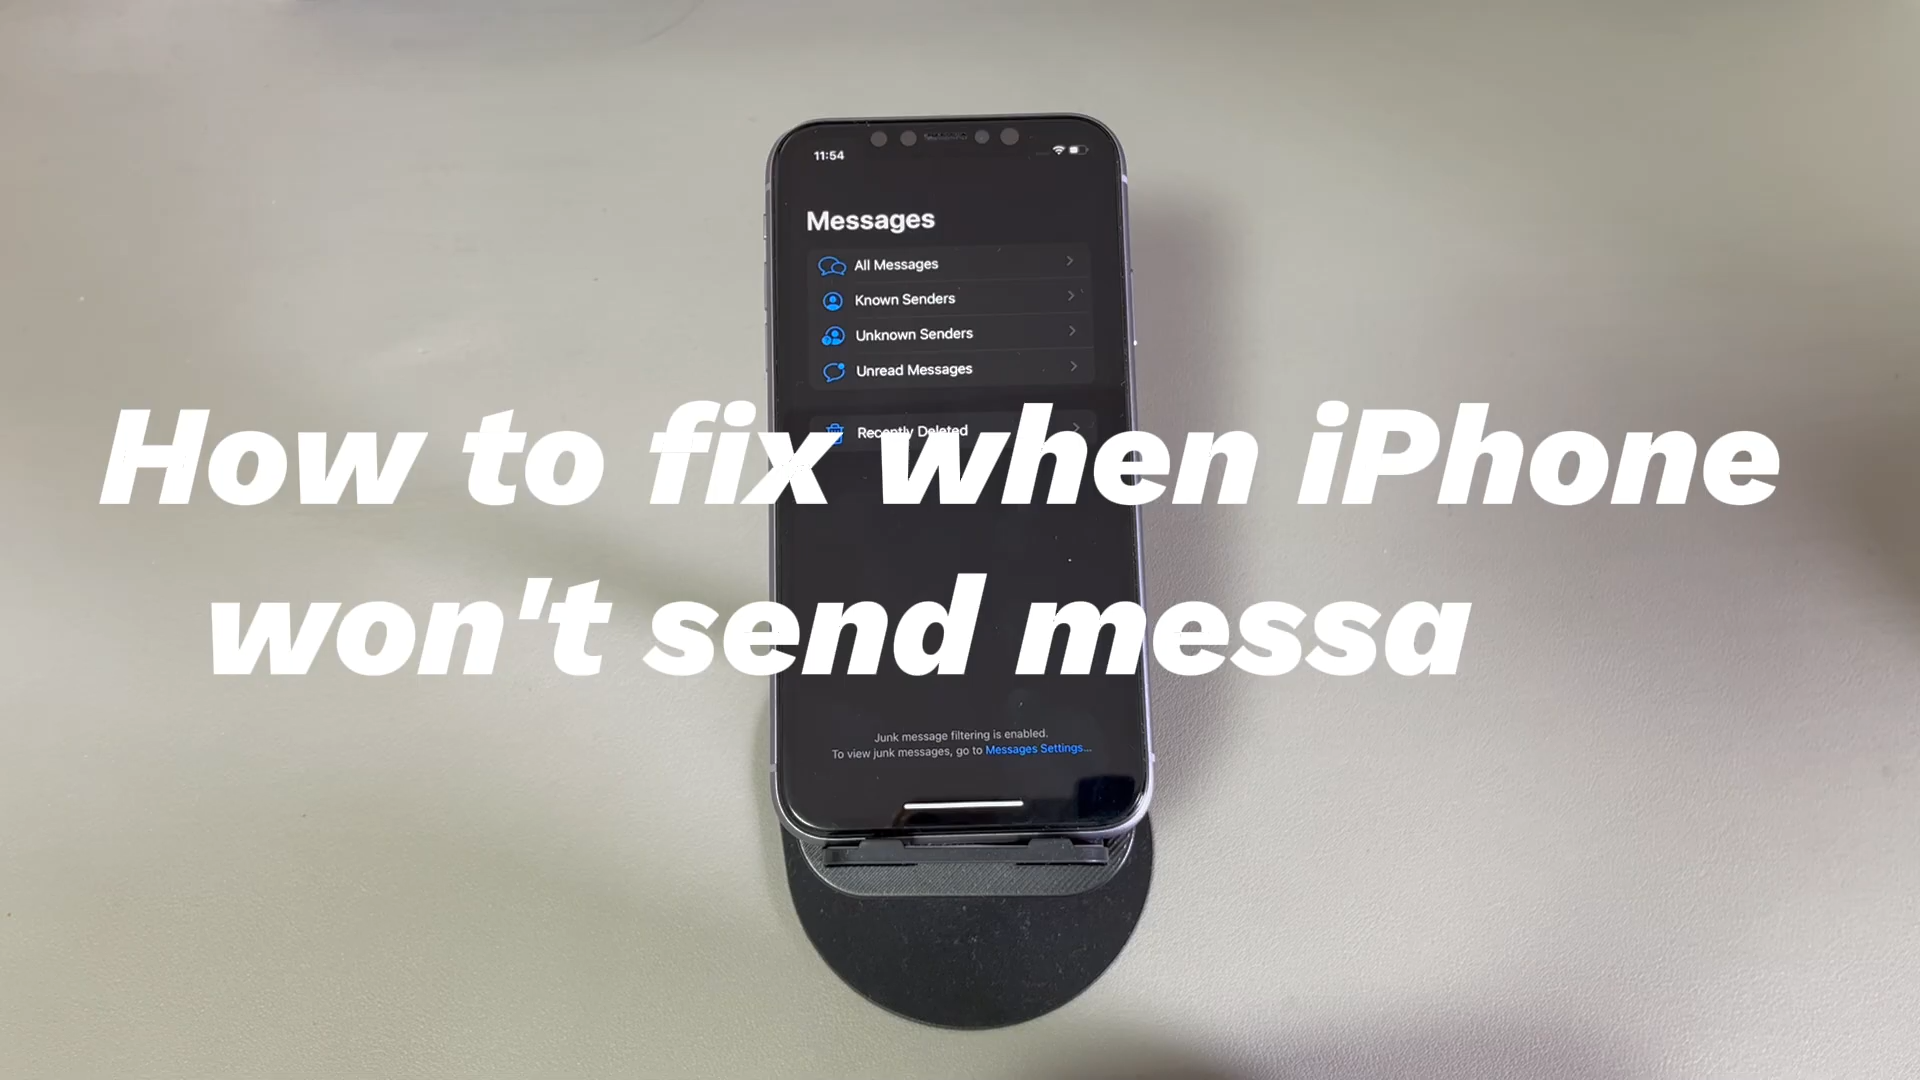 11:54
Messages
All Messages
Known Senders
Unknown Senders
Unread Messages
Recently Deleted
How to fix when iPhone
won't send messa
Junk message filtering is enabled.
To view junk messages, go to Messages Settings...